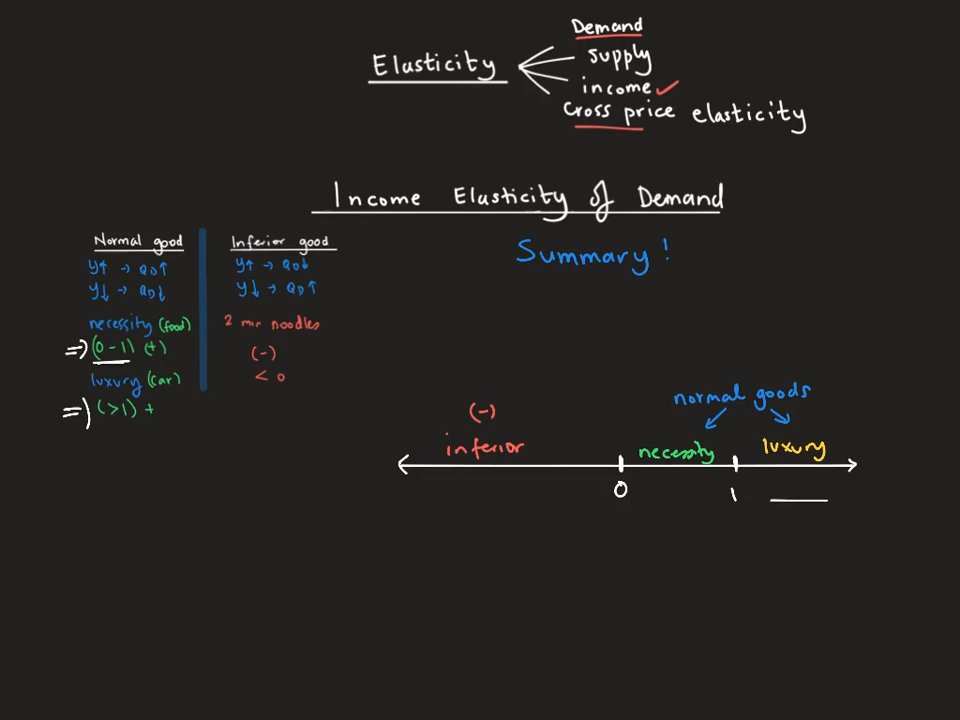 Elasticity
Demand
supply
income ✓
Cross price elasticity
Income Elasticity of Demand
Summary!
Normal good
Y↑ → QD↑
Y↓ → QD↓
necessity (food)
⇒ (0-1) (+)
luxury (car)
⇒ (>1) +
Inferior good
Y↑ → QD↓
Y↓ → QD↑
2 mr noodles
(-)
< 0
normal goods
(-)
inferior
necessity
luxury
0
1